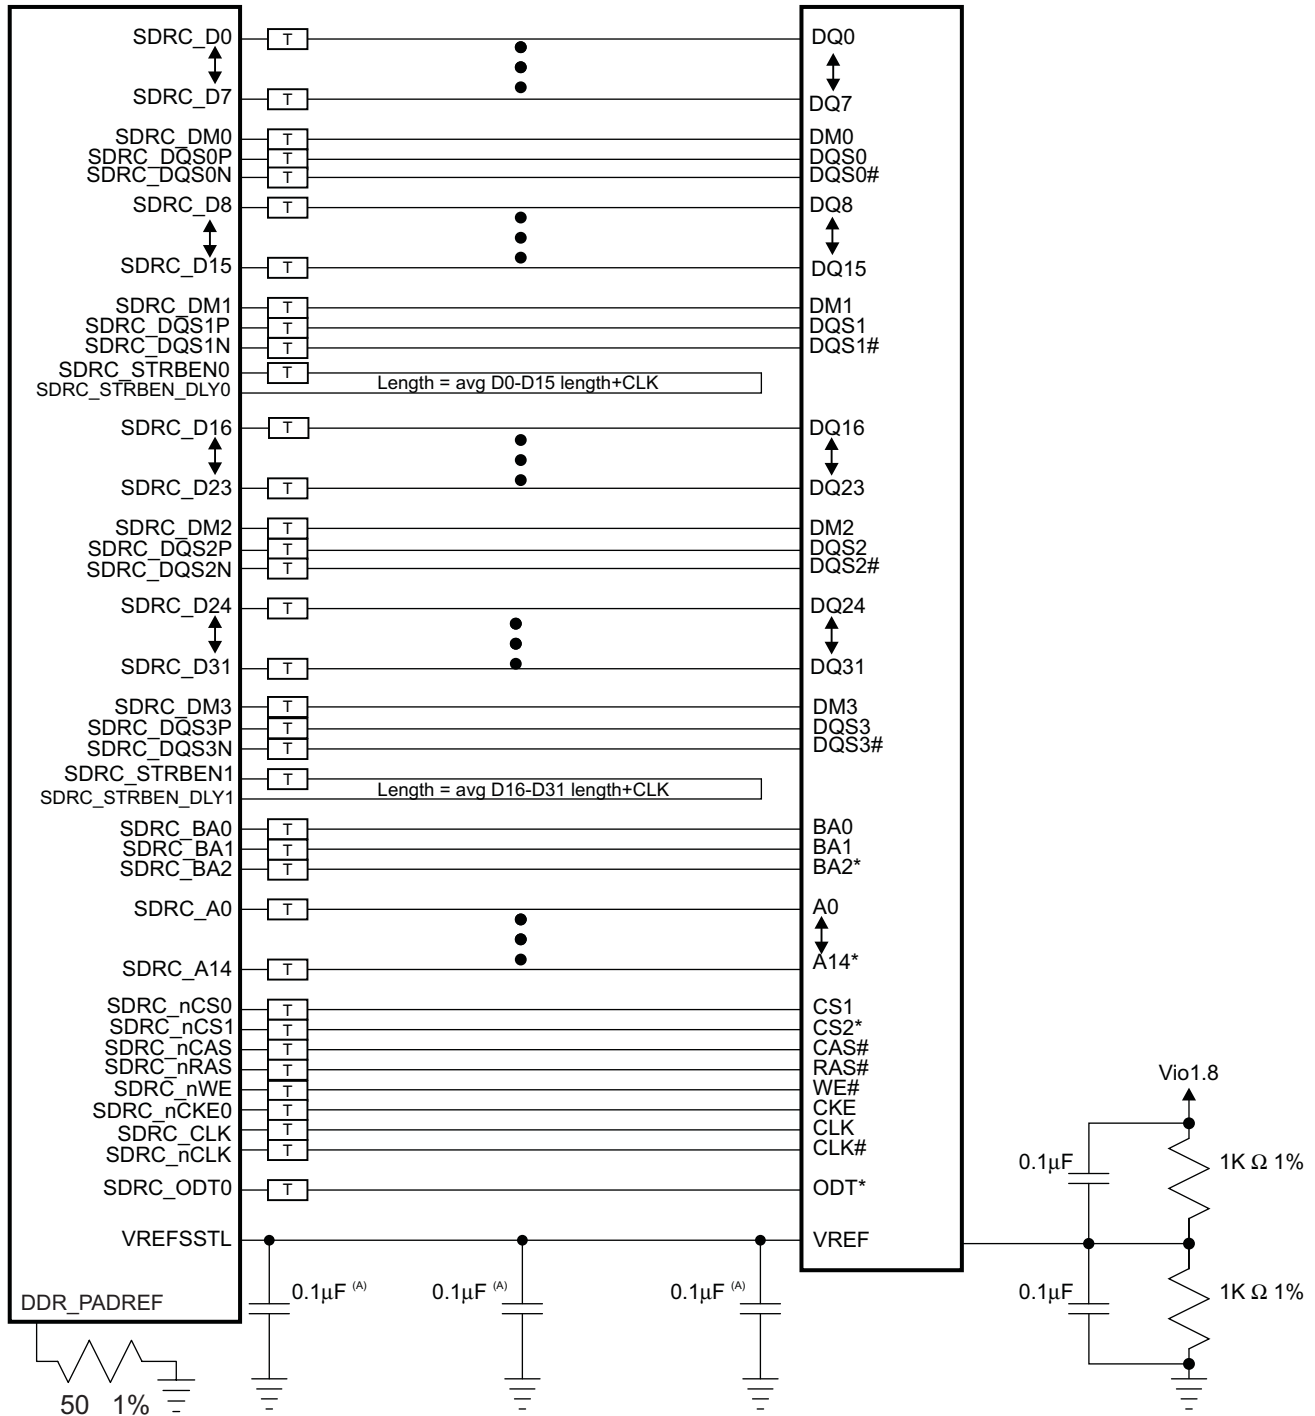 SDRC_D0 T DQ0
SDRC_D7 T DQ7
SDRC_DM0 T DM0
SDRC_DQS0P T DQS0
SDRC_DQS0N T DQS0#
SDRC_D8 T DQ8
SDRC_D15 T DQ15
SDRC_DM1 T DM1
SDRC_DQS1P T DQS1
SDRC_DQS1N T DQS1#
SDRC_STRBEN0 T
SDRC_STRBEN_DLY0 Length = avg D0-D15 length+CLK
SDRC_D16 T DQ16
SDRC_D23 T DQ23
SDRC_DM2 T DM2
SDRC_DQS2P T DQS2
SDRC_DQS2N T DQS2#
SDRC_D24 T DQ24
SDRC_D31 T DQ31
SDRC_DM3 T DM3
SDRC_DQS3P T DQS3
SDRC_DQS3N T DQS3#
SDRC_STRBEN1 T
SDRC_STRBEN_DLY1 Length = avg D16-D31 length+CLK
SDRC_BA0 T BA0
SDRC_BA1 T BA1
SDRC_BA2 T BA2*
SDRC_A0 T A0
SDRC_A14 T A14*
SDRC_nCS0 T CS1
SDRC_nCS1 T CS2*
SDRC_nCAS T CAS#
SDRC_nRAS T RAS#
SDRC_nWE T WE#
SDRC_nCKE0 T CKE
SDRC_CLK T CLK
SDRC_nCLK T CLK#
SDRC_ODT0 T ODT*
VREFSSTL VREF
0.1μF (A) 0.1μF (A) 0.1μF (A)
DDR_PADREF
50 1%
Vio1.8
0.1μF 1K Ω 1%
0.1μF 1K Ω 1%